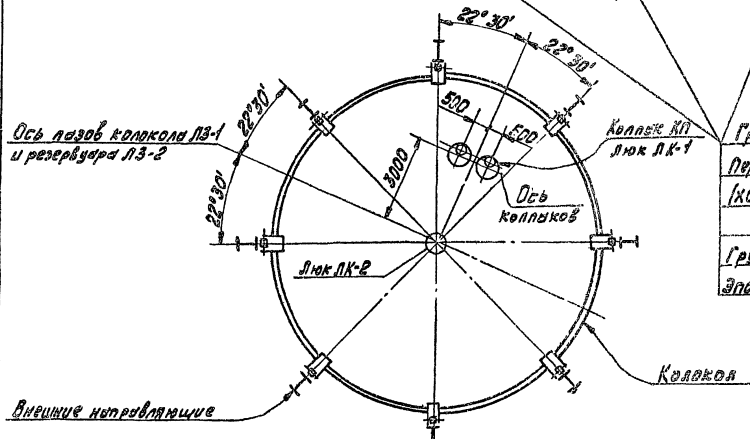 22°30'
22°30'
22°30'
22°30'
500
500
3000
Ось лазов колокола ЛЗ-1
и резервуара ЛЗ-2
Колпак КП
люк ЛК-1
Ось
колпаков
Люк ЛК-2
Колокол
Внешние направляющие